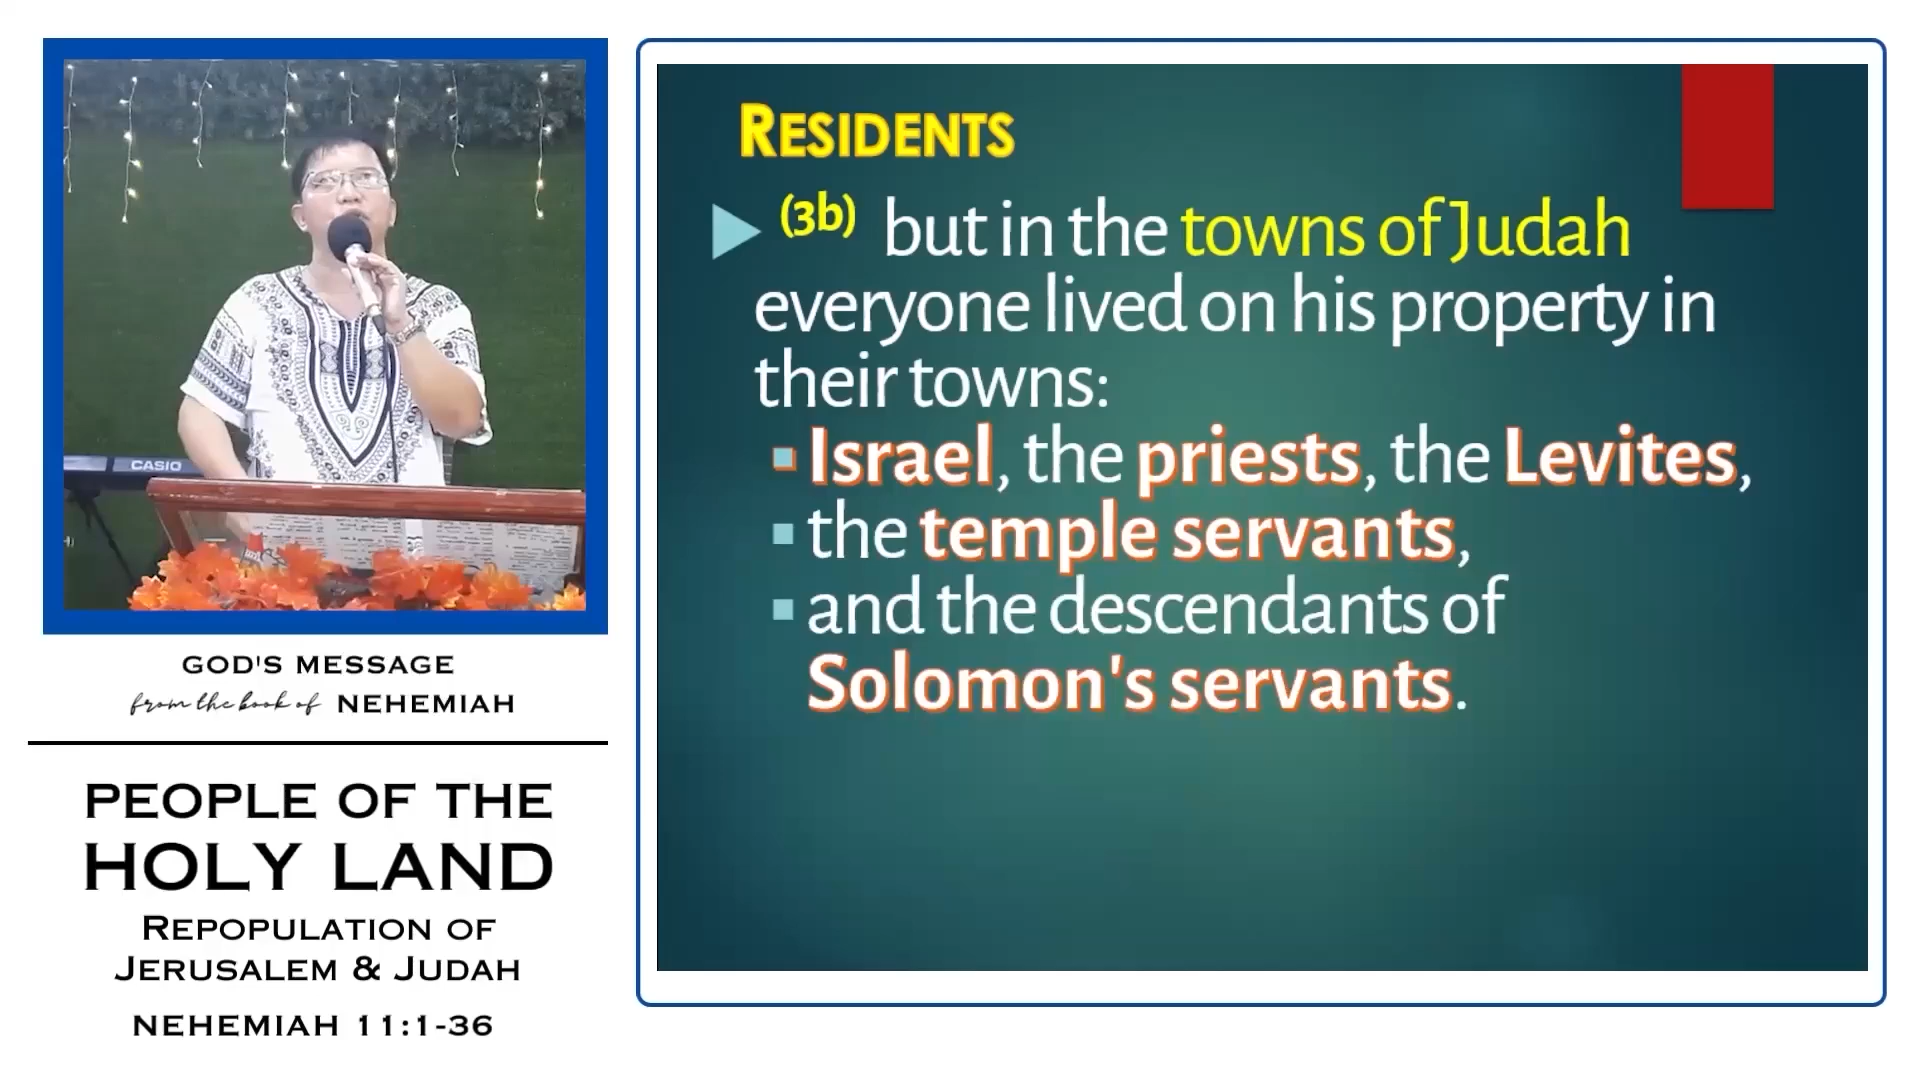 CASIO
GOD'S MESSAGE
from the book of NEHEMIAH
PEOPLE OF THE
HOLY LAND
REPOPULATION OF
JERUSALEM & JUDAH
NEHEMIAH 11:1-36
RESIDENTS
(3b) but in the towns of Judah
everyone lived on his property in
their towns:
Israel, the priests, the Levites,
the temple servants,
and the descendants of
Solomon's servants.